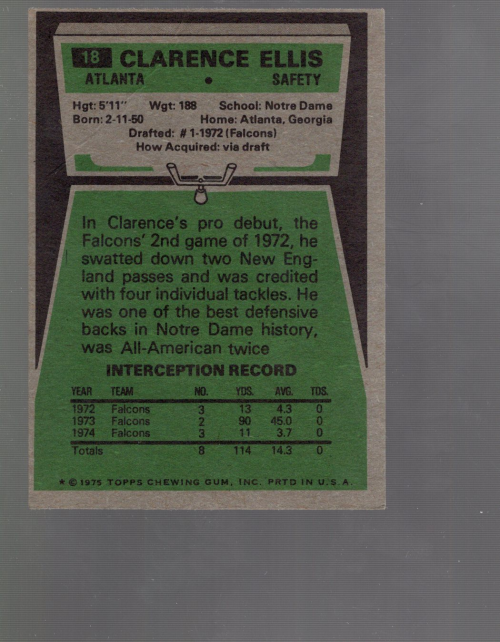 18 CLARENCE ELLIS
ATLANTA • SAFETY
Hgt: 5'11" Wgt: 188 School: Notre Dame
Born: 2-11-50 Home: Atlanta, Georgia
Drafted: #1-1972 (Falcons)
How Acquired: via draft
In Clarence's pro debut, the
Falcons' 2nd game of 1972, he
swatted down two New Eng-
land passes and was credited
with four individual tackles. He
was one of the best defensive
backs in Notre Dame history,
was All-American twice
INTERCEPTION RECORD
YEAR TEAM NO. YDS. AVG. TDS.
1972 Falcons 3 13 4.3 0
1973 Falcons 2 90 45.0 0
1974 Falcons 3 11 3.7 0
Totals 8 114 14.3 0
* © 1975 TOPPS CHEWING GUM, INC. PRTD IN U.S.A.